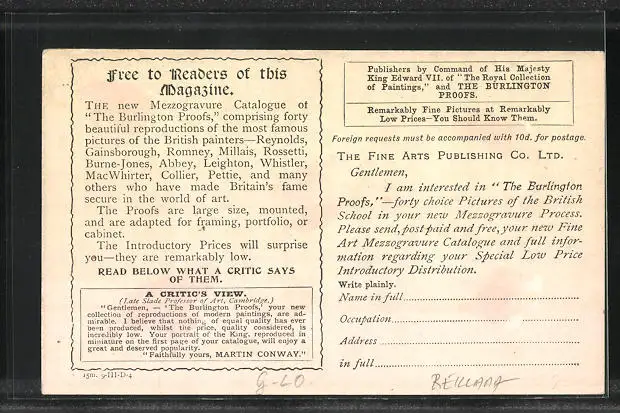 Free to Readers of this
Magazine.
THE new Mezzogravure Catalogue of
"The Burlington Proofs," comprising forty
beautiful reproductions of the most famous
pictures of the British painters—Reynolds,
Gainsborough, Romney, Millais, Rossetti,
Burne-Jones, Abbey, Leighton, Whistler,
MacWhirter, Collier, Pettie, and many
others who have made Britain's fame
secure in the world of art.
The Proofs are large size, mounted,
and are adapted for framing, portfolio, or
cabinet.
The Introductory Prices will surprise
you—they are remarkably low.
READ BELOW WHAT A CRITIC SAYS
OF THEM.
A CRITIC'S VIEW.
(Late Slade Professor of Art, Cambridge.)
"Gentlemen, — 'The Burlington Proofs,' your new
collection of reproductions of modern paintings, are ad-
mirable. I believe that nothing of equal quality has ever
been produced, whilst the price, quality considered, is
incredibly low. Your portrait of the King, reproduced in
miniature on the first page of your catalogue, will enjoy a
great and deserved popularity.
"Faithfully yours, MARTIN CONWAY."
15m. 9-III-D-4
Publishers by Command of His Majesty
King Edward VII. of "The Royal Collection
of Paintings," and THE BURLINGTON
PROOFS.
Remarkably Fine Pictures at Remarkably
Low Prices—You Should Know Them.
Foreign requests must be accompanied with 10d. for postage.
THE FINE ARTS PUBLISHING CO. LTD.
Gentlemen,
I am interested in "The Burlington
Proofs,"—forty choice Pictures of the British
School in your new Mezzogravure Process.
Please send, post paid and free, your new Fine
Art Mezzogravure Catalogue and full infor-
mation regarding your Special Low Price
Introductory Distribution.
Write plainly.
Name in full
Occupation
Address
in full
G-LO